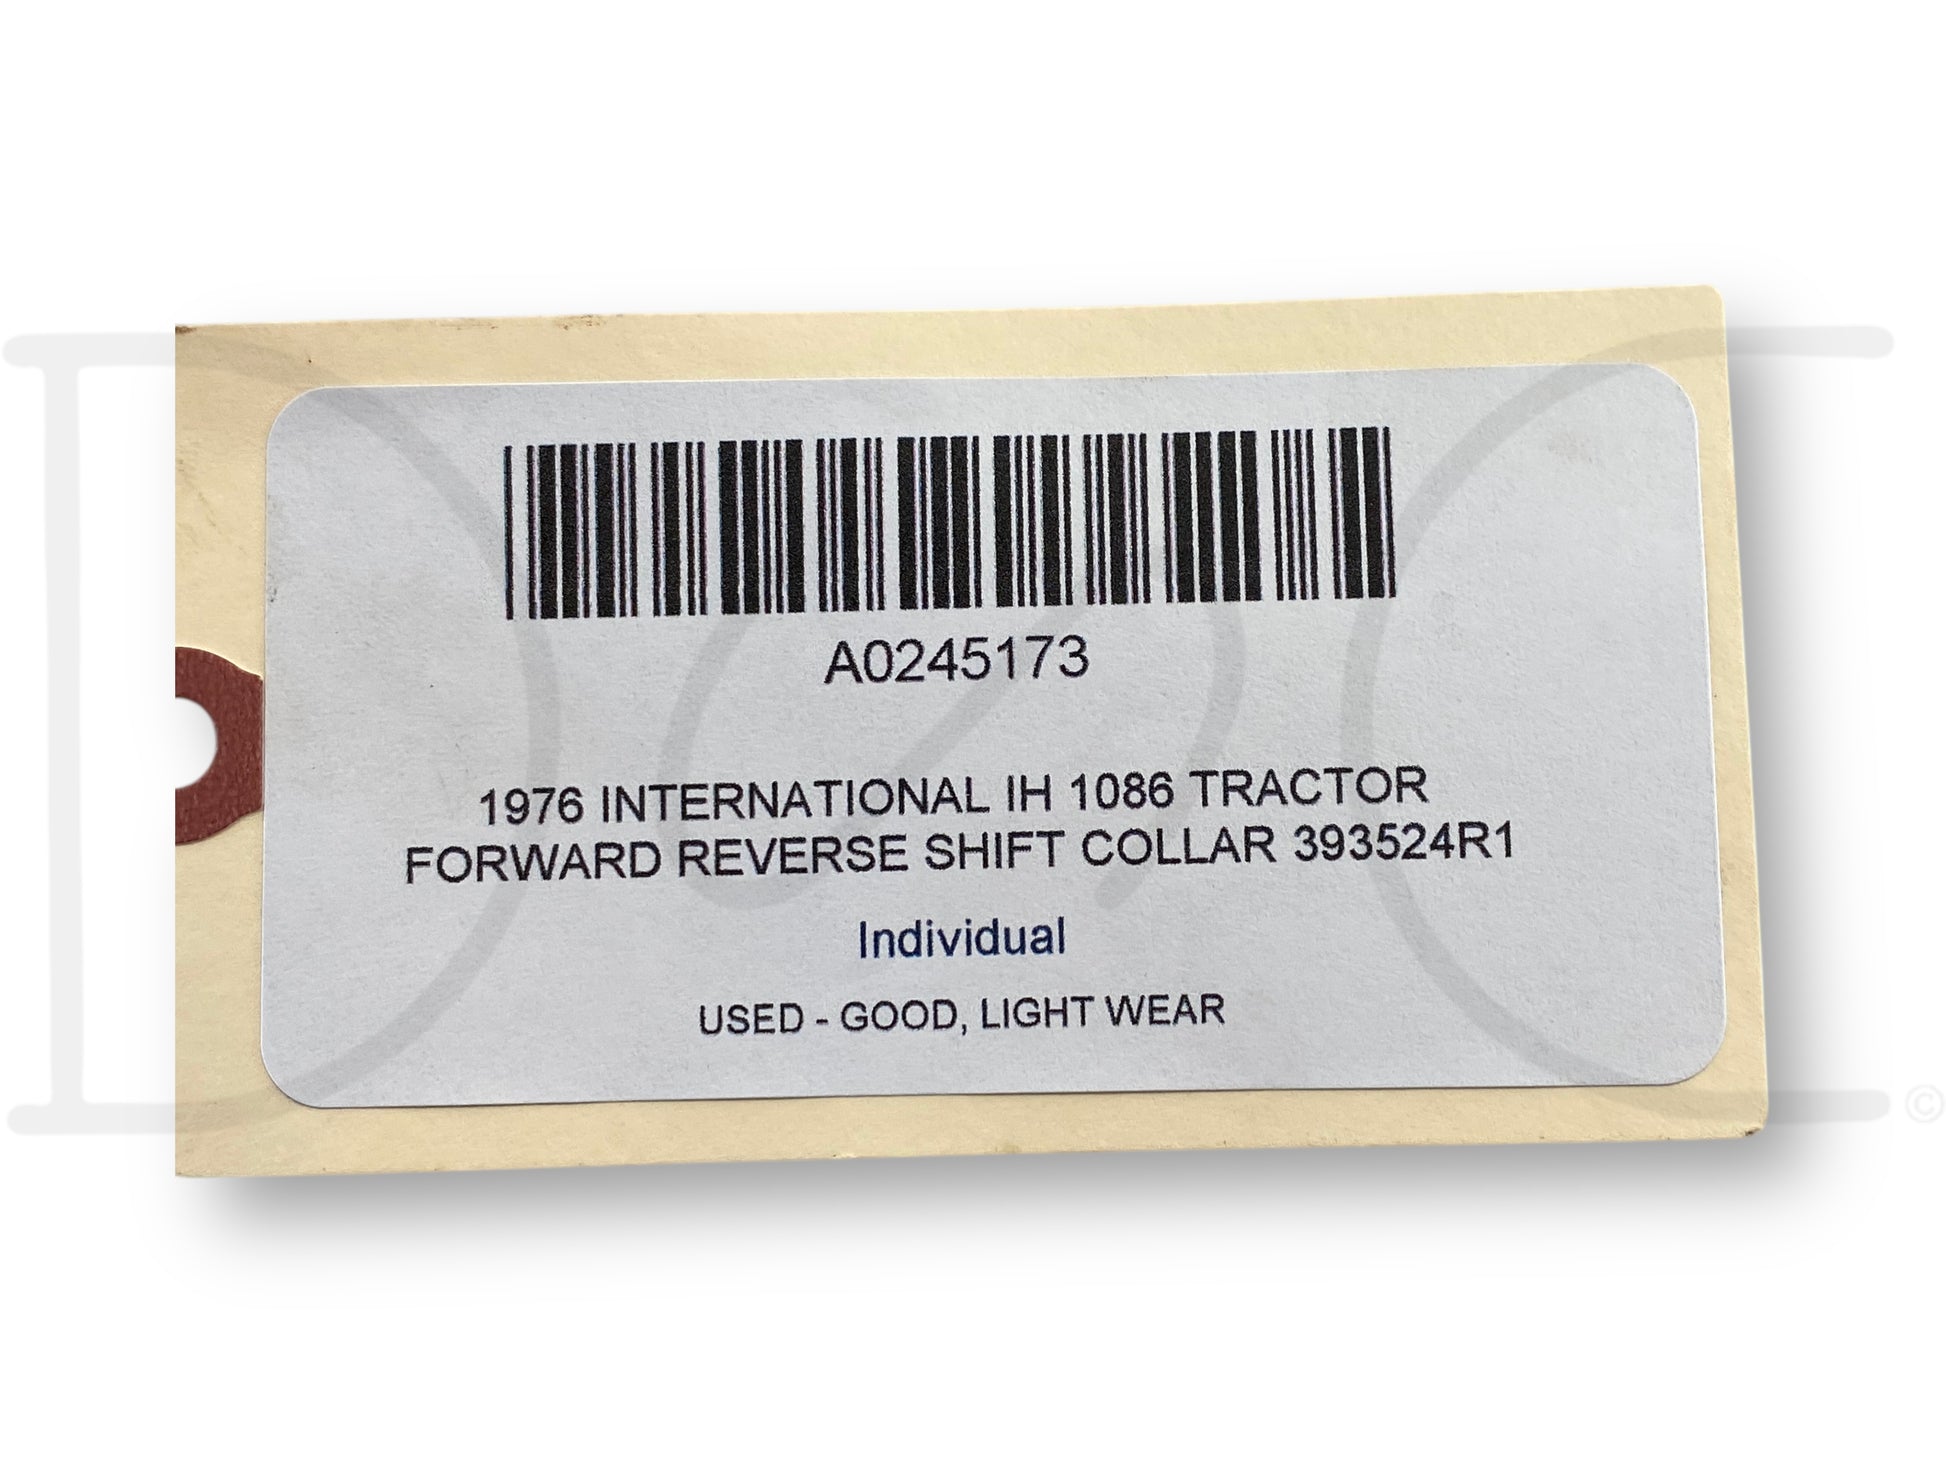 A0245173
1976 INTERNATIONAL IH 1086 TRACTOR
FORWARD REVERSE SHIFT COLLAR 393524R1
Individual
USED - GOOD, LIGHT WEAR
©